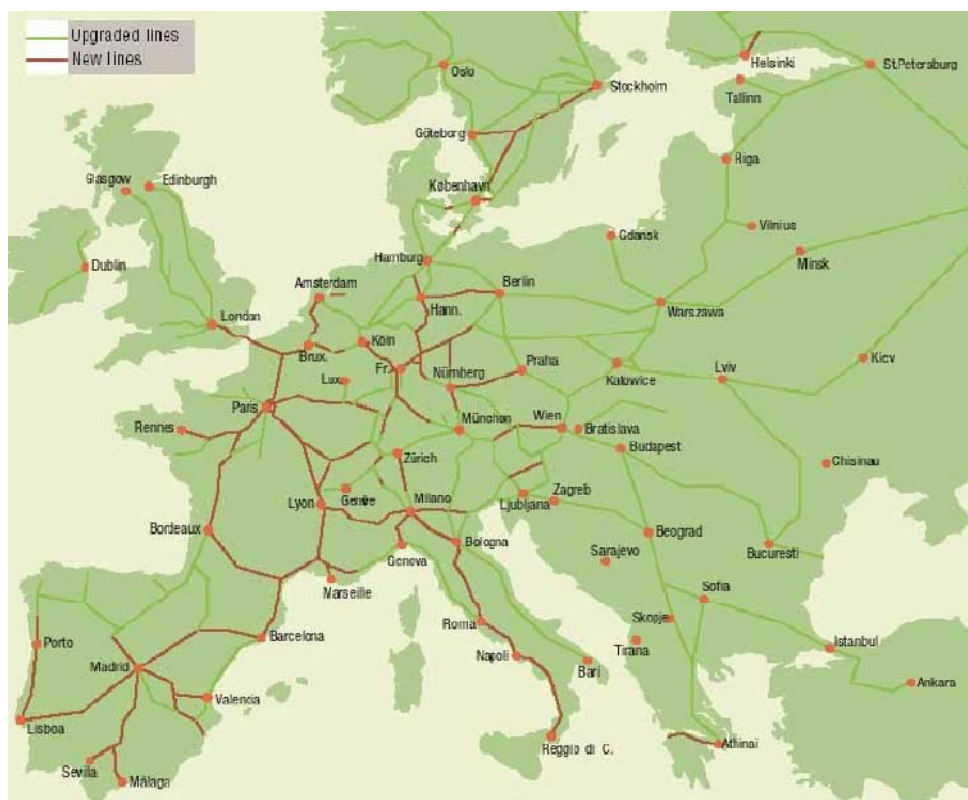 Upgraded lines
New Lines
Oslo
Stockholm
Helsinki
St.Petersburg
Tallinn
Göteborg
Riga
Glasgow
Edinburgh
København
Vilnius
Gdansk
Minsk
Dublin
Hamburg
Amsterdam
Berlin
London
Hann.
Warszawa
Brux.
Köln
Kiev
Fr.
Praha
Lviv
Lux.
Nürnberg
Katowice
Paris
Rennes
München
Wien
Bratislava
Budapest
Zürich
Chisinau
Lyon
Genève
Milano
Zagreb
Ljubljana
Bordeaux
Bologna
Beograd
Sarajevo
Bucuresti
Genova
Marseille
Sofia
Roma
Skopje
Porto
Barcelona
Istanbul
Tirana
Madrid
Napoli
Bari
Ankara
Valencia
Lisboa
Reggio di C.
Athinai
Sevilla
Málaga